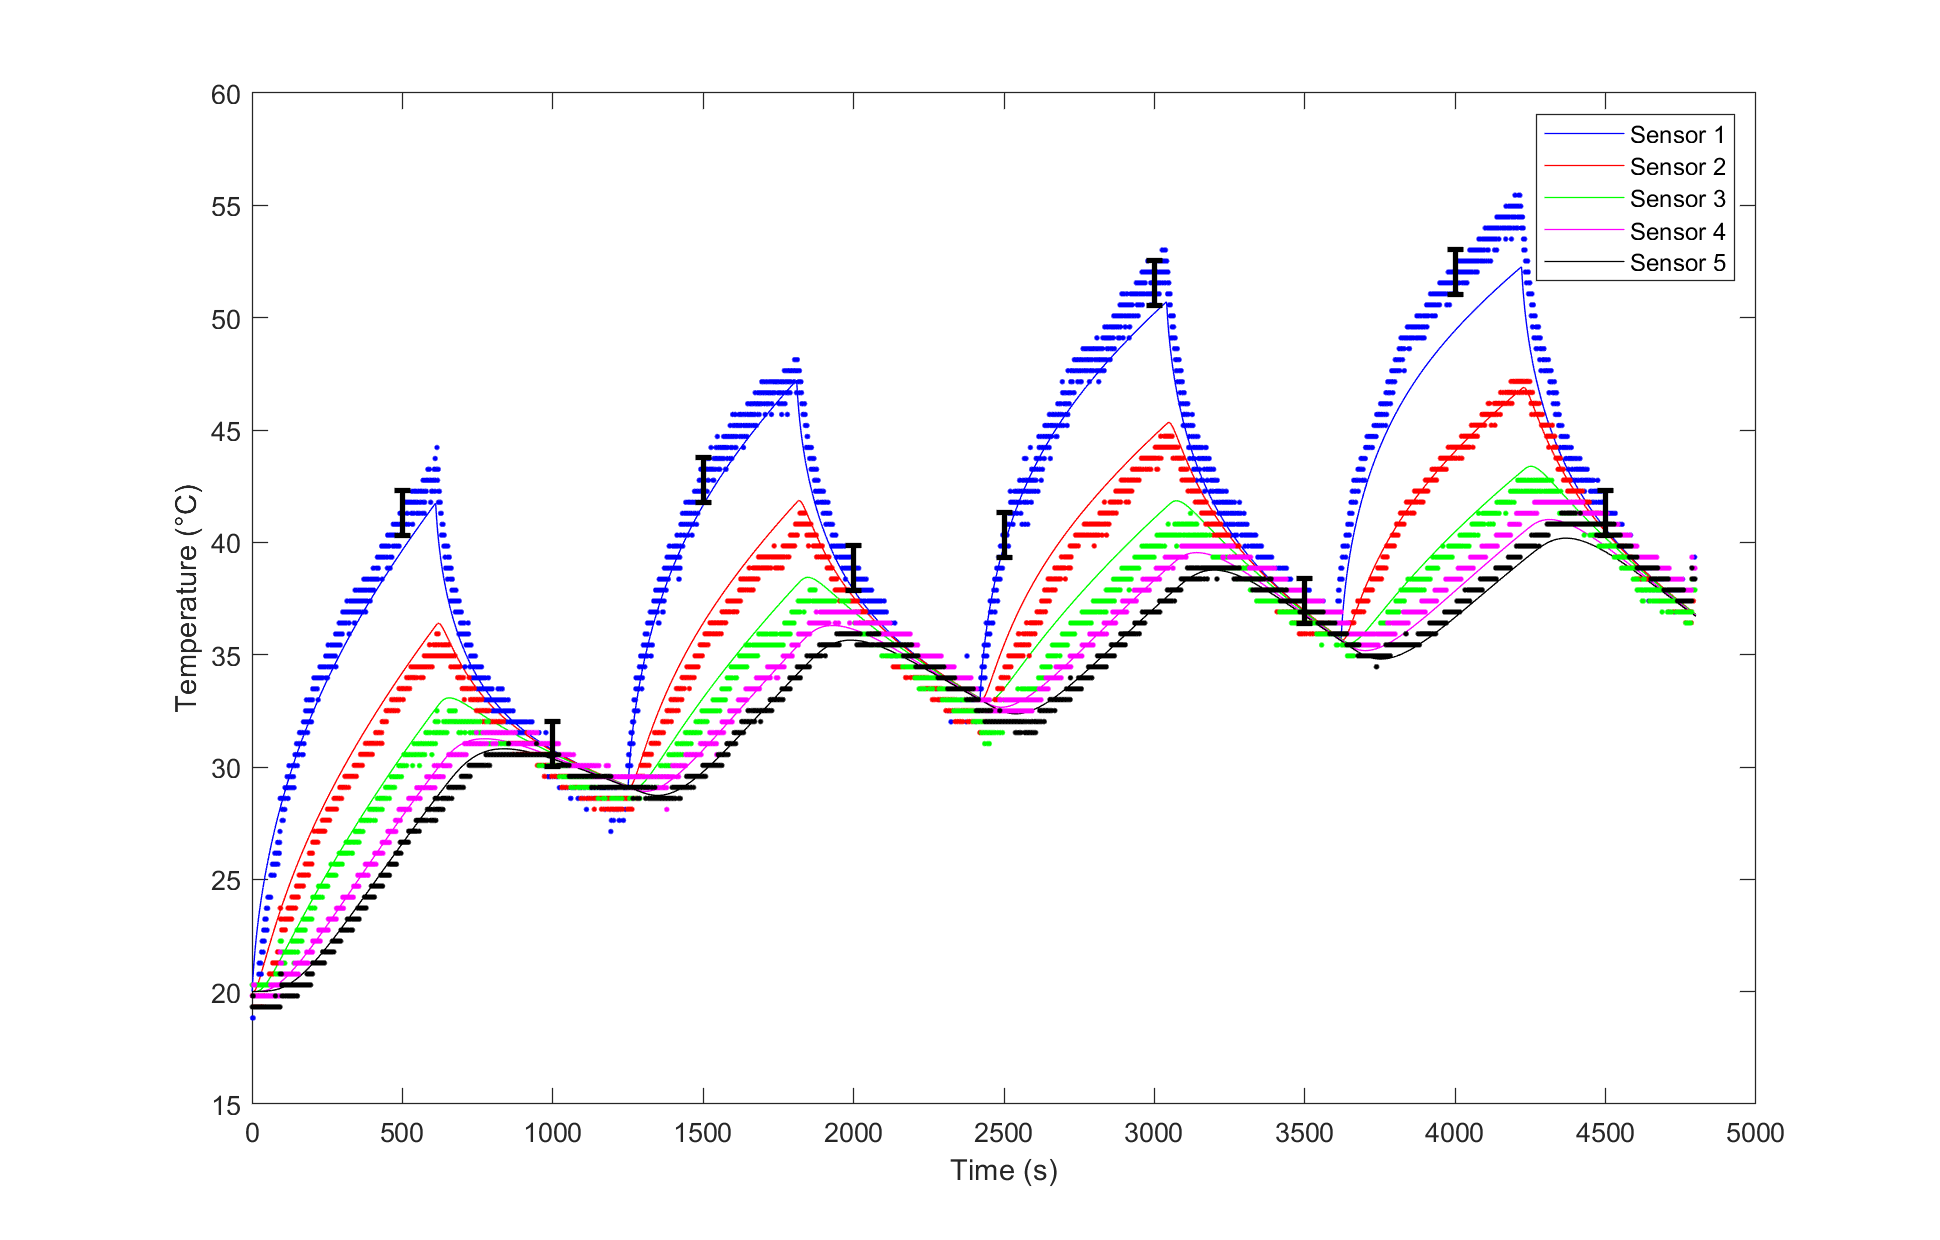 60
55
50
45
40
35
30
25
20
15
Temperature (°C)
0 500 1000 1500 2000 2500 3000 3500 4000 4500 5000
Time (s)
Sensor 1
Sensor 2
Sensor 3
Sensor 4
Sensor 5